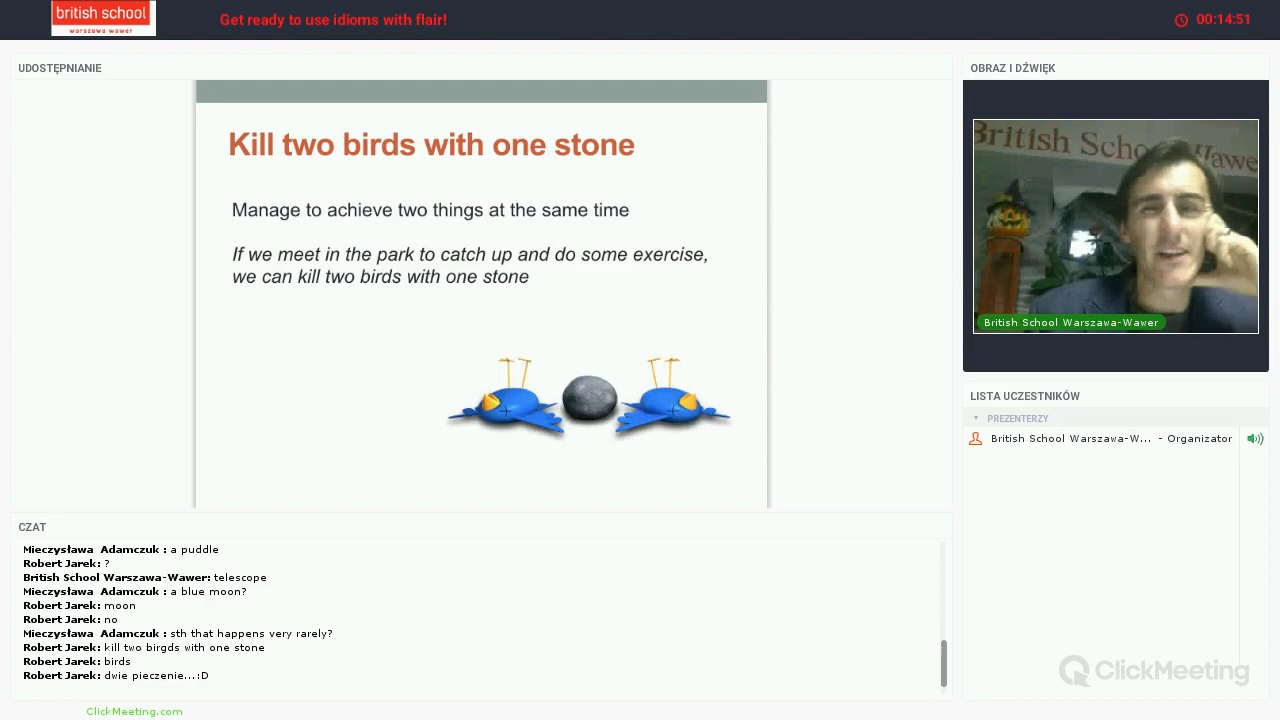 british school
warszawa wawer
Get ready to use idioms with flair!
00:14:51
UDOSTĘPNIANIE
Kill two birds with one stone
Manage to achieve two things at the same time
If we meet in the park to catch up and do some exercise,
we can kill two birds with one stone
OBRAZ I DŹWIĘK
British School Wawe
British School Warszawa-Wawer
LISTA UCZESTNIKÓW
PREZENTERZY
British School Warszawa-W... - Organizator
CZAT
Mieczysława Adamczuk : a puddle
Robert Jarek: ?
British School Warszawa-Wawer: telescope
Mieczysława Adamczuk : a blue moon?
Robert Jarek: moon
Robert Jarek: no
Mieczysława Adamczuk : sth that happens very rarely?
Robert Jarek: kill two birgds with one stone
Robert Jarek: birds
Robert Jarek: dwie pieczenie...:D
ClickMeeting
ClickMeeting.com